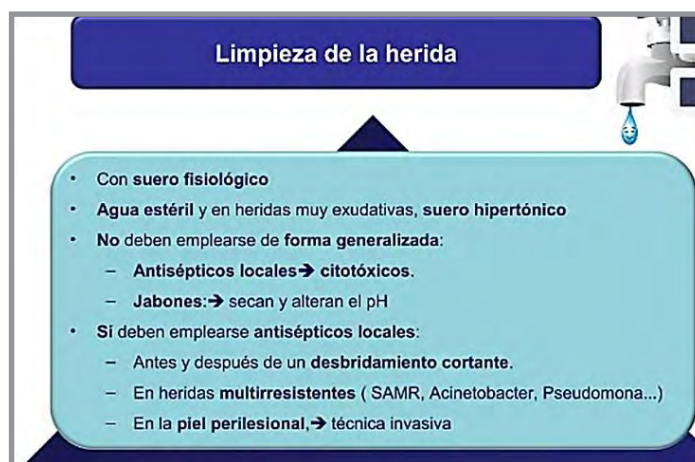 Limpieza de la herida
• Con suero fisiológico
• Agua estéril y en heridas muy exudativas, suero hipertónico
• No deben emplearse de forma generalizada:
– Antisépticos locales➔ citotóxicos.
– Jabones:➔ secan y alteran el pH
• Sí deben emplearse antisépticos locales:
– Antes y después de un desbridamiento cortante.
– En heridas multirresistentes ( SAMR, Acinetobacter, Pseudomona...)
– En la piel perilesional,➔ técnica invasiva